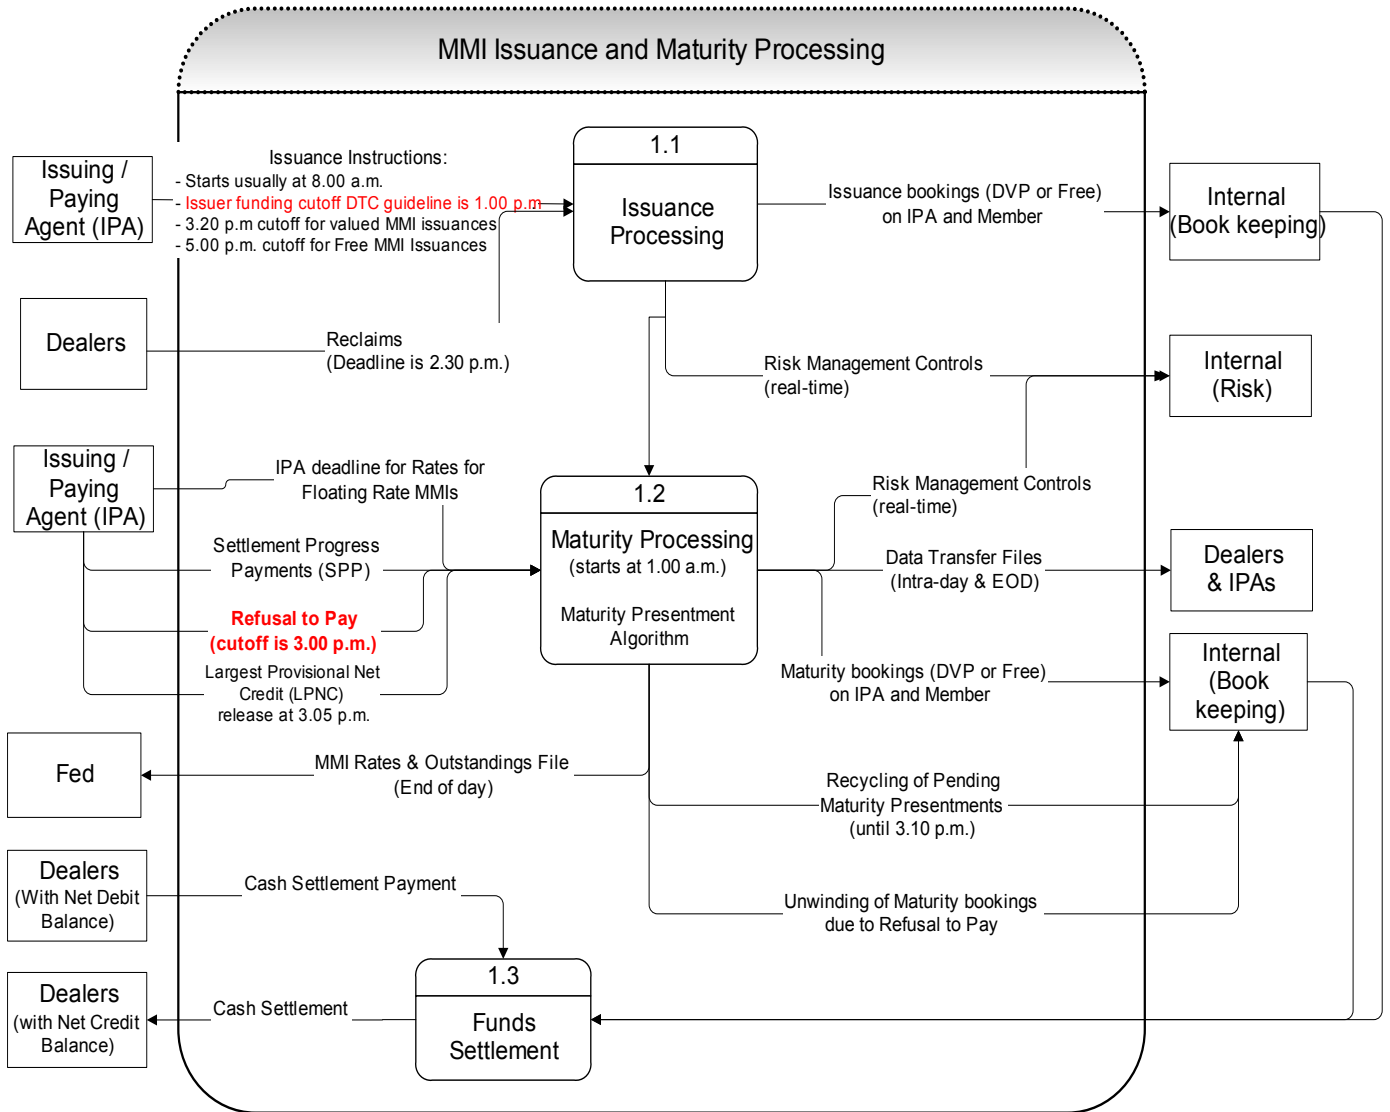 MMI Issuance and Maturity Processing
Issuing /
Paying
Agent (IPA)
Issuance Instructions:
- Starts usually at 8.00 a.m.
- Issuer funding cutoff DTC guideline is 1.00 p.m
- 3.20 p.m cutoff for valued MMI issuances
- 5.00 p.m. cutoff for Free MMI Issuances
1.1
Issuance
Processing
Issuance bookings (DVP or Free)
on IPA and Member
Internal
(Book keeping)
Dealers
Reclaims
(Deadline is 2.30 p.m.)
Risk Management Controls
(real-time)
Internal
(Risk)
Issuing /
Paying
Agent (IPA)
IPA deadline for Rates for
Floating Rate MMIs
Settlement Progress
Payments (SPP)
Refusal to Pay
(cutoff is 3.00 p.m.)
Largest Provisional Net
Credit (LPNC)
release at 3.05 p.m.
1.2
Maturity Processing
(starts at 1.00 a.m.)
Maturity Presentment
Algorithm
Risk Management Controls
(real-time)
Data Transfer Files
(Intra-day & EOD)
Dealers
& IPAs
Maturity bookings (DVP or Free)
on IPA and Member
Internal
(Book
keeping)
Fed
MMI Rates & Outstandings File
(End of day)
Recycling of Pending
Maturity Presentments
(until 3.10 p.m.)
Dealers
(With Net Debit
Balance)
Cash Settlement Payment
Unwinding of Maturity bookings
due to Refusal to Pay
Dealers
(with Net Credit
Balance)
Cash Settlement
1.3
Funds
Settlement